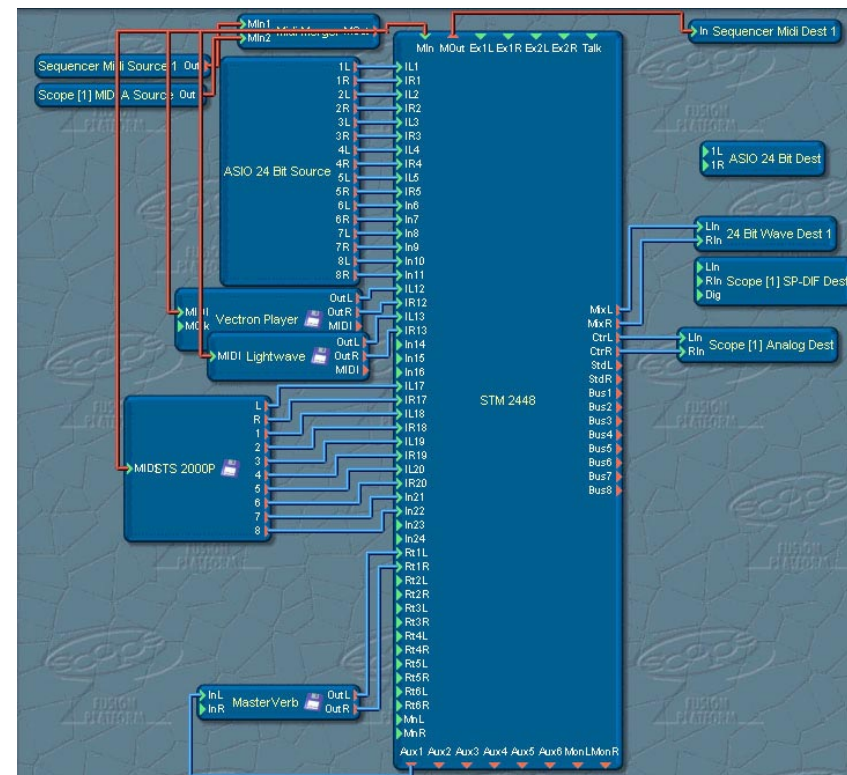 MIn1
MIn2
Midi Merger MOut
Sequencer Midi Source 1 Out
Scope [1] MIDI A Source Out
MIn MOut Ex1L Ex1R Ex2L Ex2R Talk
In Sequencer Midi Dest 1
ASIO 24 Bit Source
1L
1R
2L
2R
3L
3R
4L
4R
5L
5R
6L
6R
7L
7R
8L
8R
IL1
IR1
IL2
IR2
IL3
IR3
IL4
IR4
IL5
IR5
In6
In7
In8
In9
In10
In11
IL12
IR12
IL13
IR13
In14
In15
In16
IL17
IR17
IL18
IR18
IL19
IR19
IL20
IR20
In21
In22
In23
In24
Rt1L
Rt1R
Rt2L
Rt2R
Rt3L
Rt3R
Rt4L
Rt4R
Rt5L
Rt5R
Rt6L
Rt6R
MnL
MnR
STM 2448
MixL
MixR
CtrL
CtrR
StdL
StdR
Bus1
Bus2
Bus3
Bus4
Bus5
Bus6
Bus7
Bus8
Aux1 Aux2 Aux3 Aux4 Aux5 Aux6 MonL MonR
1L
1R
ASIO 24 Bit Dest
LIn
RIn
24 Bit Wave Dest 1
LIn
RIn
Dig
Scope [1] SP-DIF Dest
LIn
RIn
Scope [1] Analog Dest
MIDI
Vectron Player
OutL
OutR
MIDI
MIDI Lightwave
OutL
OutR
MIDI
MIDI
STS 2000P
L
R
1
2
3
4
5
6
7
8
InL
InR
MasterVerb
OutL
OutR
scope
FUSION
PLATFORM